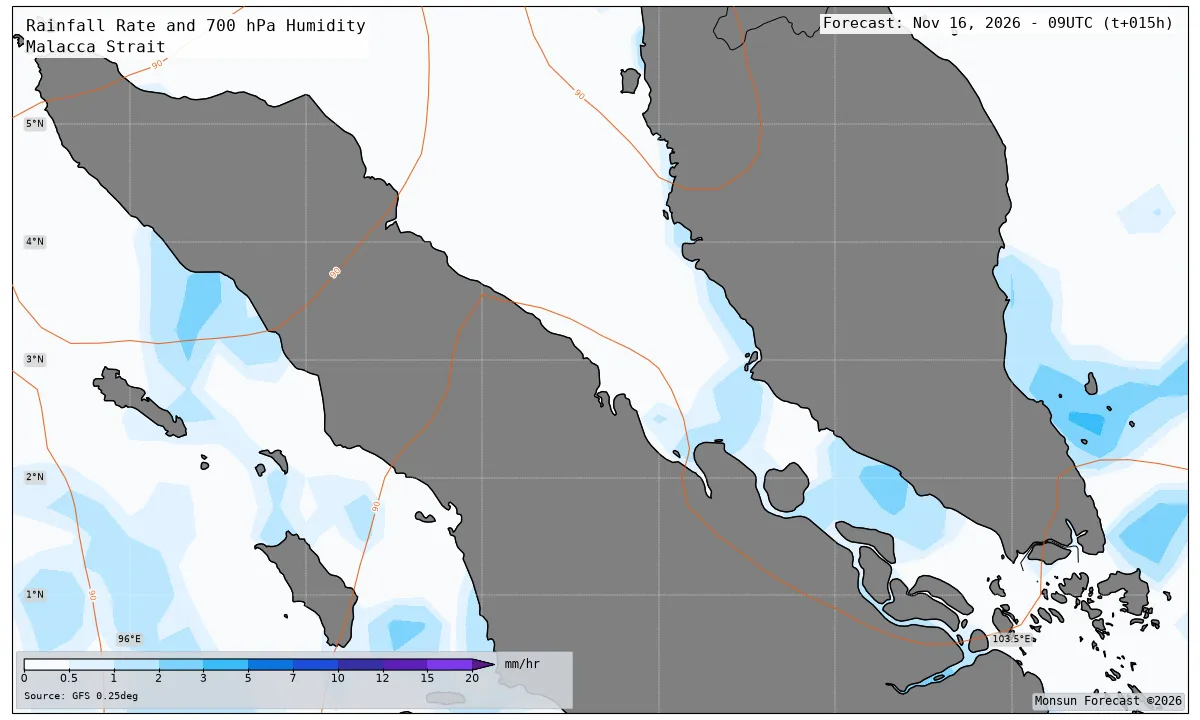 Rainfall Rate and 700 hPa Humidity
Malacca Strait
Forecast: Nov 16, 2026 - 09UTC (t+015h)
90
90
5°N
4°N
90
3°N
2°N
90
1°N
90
96°E
103.5°E
mm/hr
0 0.5 1 2 3 5 7 10 12 15 20
Source: GFS 0.25deg
Monsun Forecast ©2026